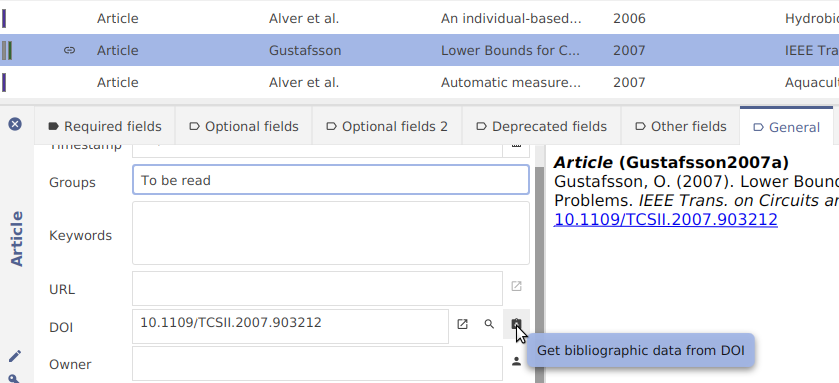 Article Alver et al. An individual-based... 2006 Hydrobi
Article Gustafsson Lower Bounds for C... 2007 IEEE Tra
Article Alver et al. Automatic measure... 2007 Aquacult
Required fields Optional fields Optional fields 2 Deprecated fields Other fields General
Timestamp
Groups To be read
Keywords
URL
DOI 10.1109/TCSII.2007.903212
Owner
Article
Get bibliographic data from DOI
Article (Gustafsson2007a)
Gustafsson, O. (2007). Lower Boun
Problems. IEEE Trans. on Circuits a
10.1109/TCSII.2007.903212